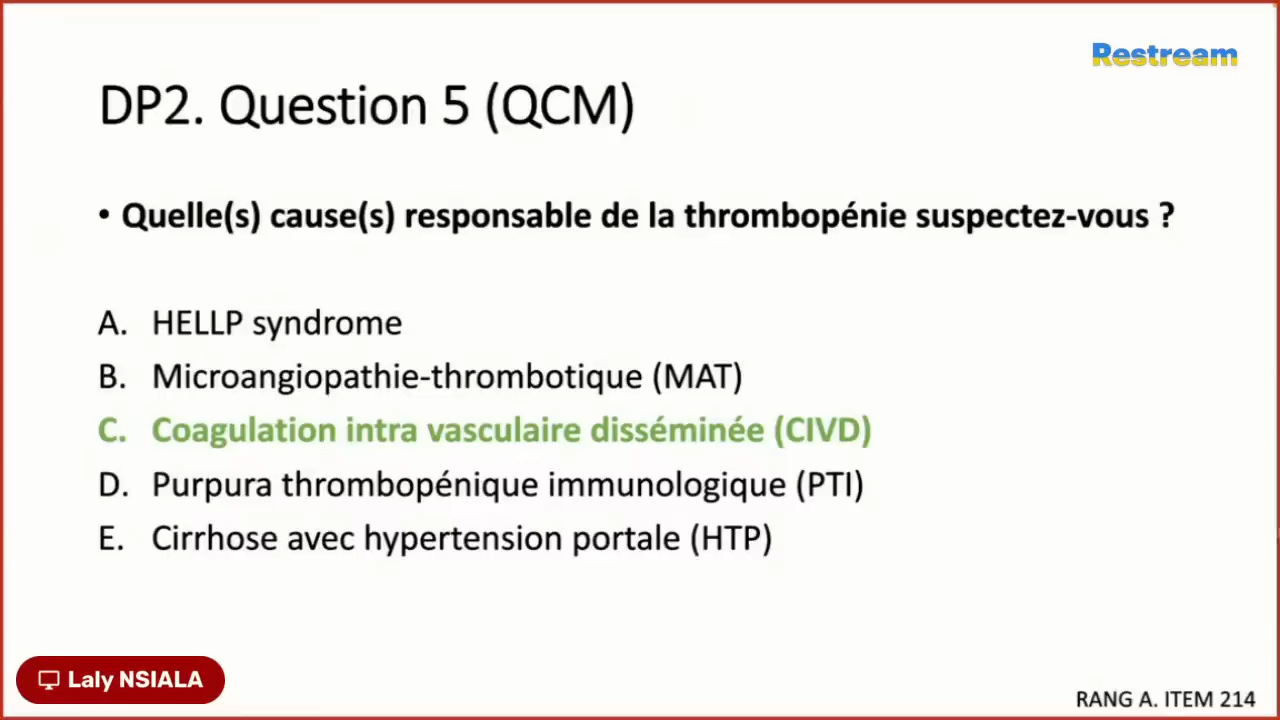 Restream
DP2. Question 5 (QCM)
• Quelle(s) cause(s) responsable de la thrombopénie suspectez-vous ?
A. HELLP syndrome
B. Microangiopathie-thrombotique (MAT)
C. Coagulation intra vasculaire disséminée (CIVD)
D. Purpura thrombopénique immunologique (PTI)
E. Cirrhose avec hypertension portale (HTP)
Laly NSIALA
RANG A. ITEM 214